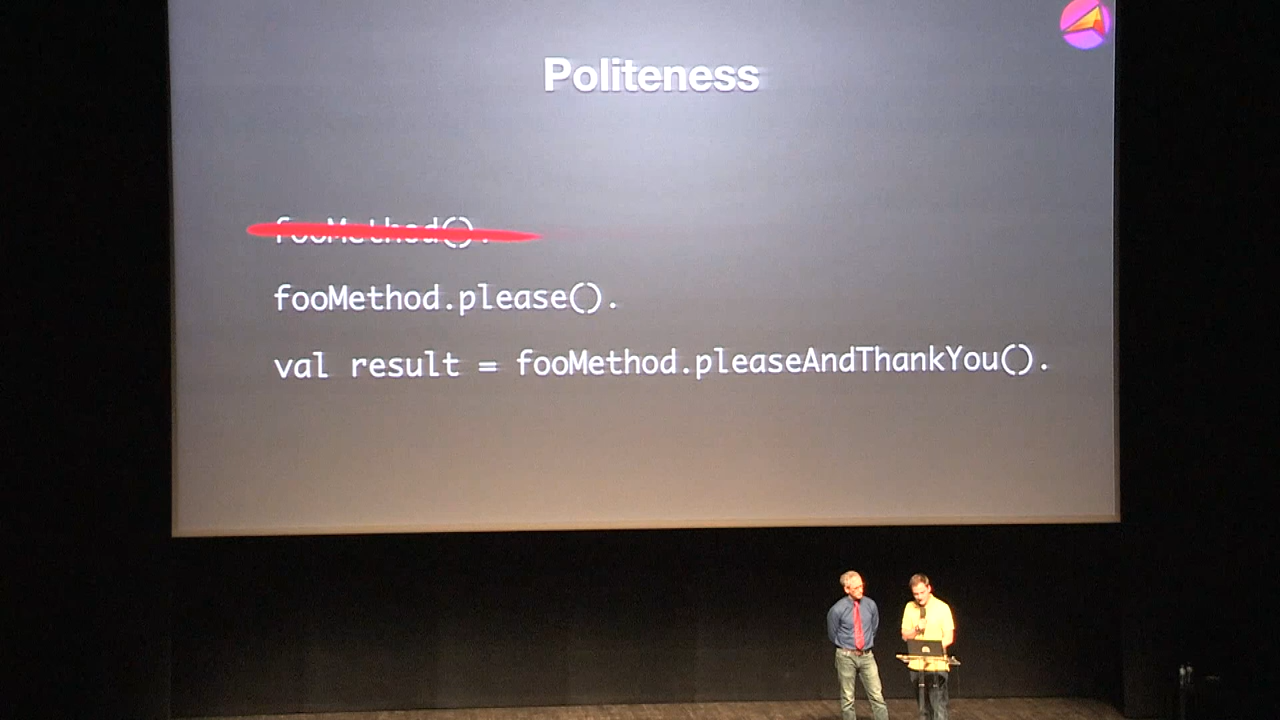 Politeness
fooMethod().
fooMethod.please().
val result = fooMethod.pleaseAndThankYou().